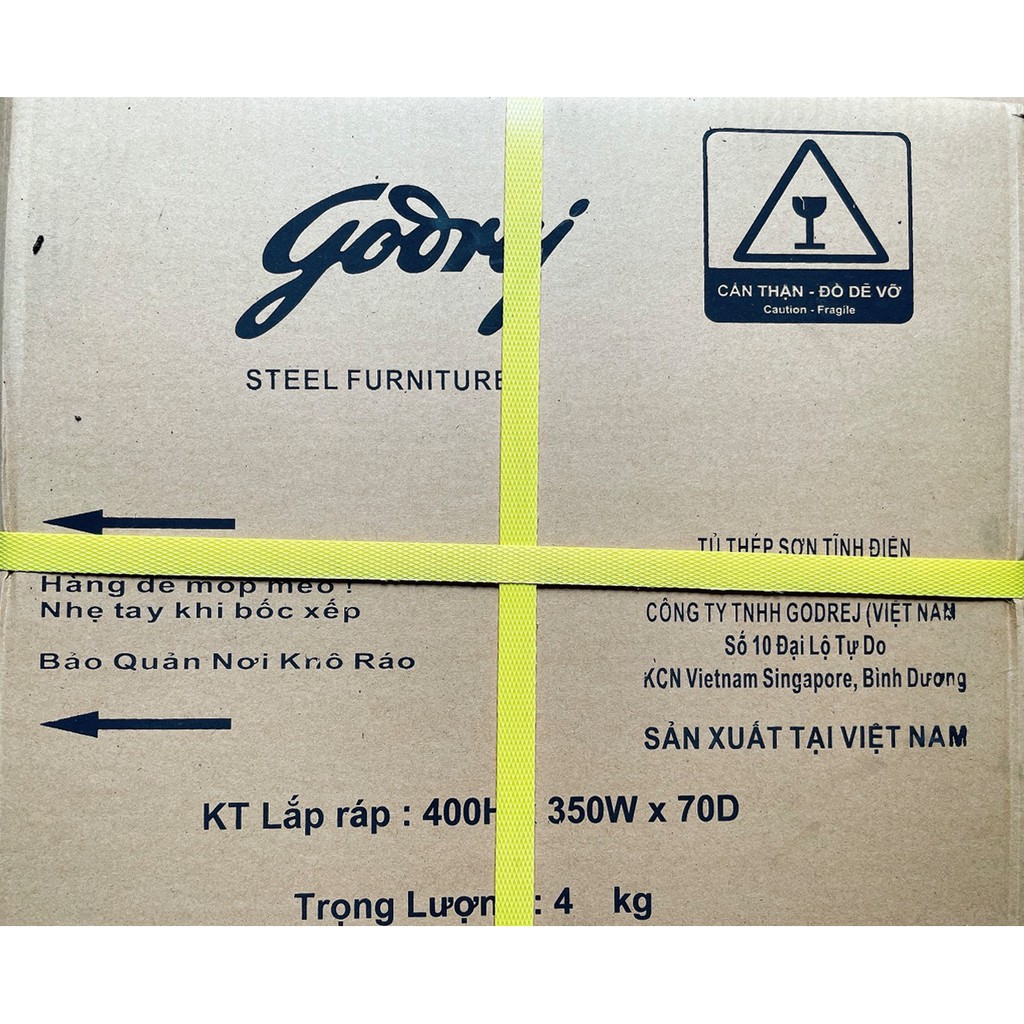 Godrej
STEEL FURNITURE
CẨN THẬN - ĐỒ DỄ VỠ
Caution - Fragile
Hàng dễ móp méo !
Nhẹ tay khi bốc xếp
Bảo Quản Nơi Khô Ráo
TỦ THÉP SƠN TĨNH ĐIỆN
CÔNG TY TNHH GODREJ (VIỆT NAM
Số 10 Đại Lộ Tự Do
KCN Vietnam Singapore, Bình Dương
SẢN XUẤT TẠI VIỆT NAM
KT Lắp ráp : 400H x 350W x 70D
Trọng Lượng : 4 kg